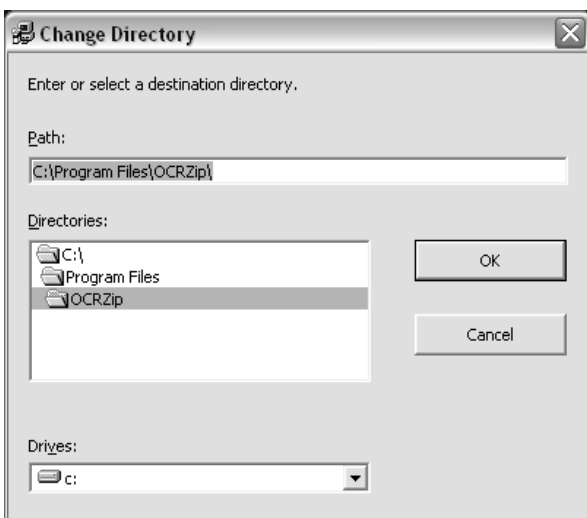 Change Directory
Enter or select a destination directory.
Path:
C:\Program Files\OCRZip\
Directories:
C:\
Program Files
OCRZip
OK
Cancel
Drives:
c: